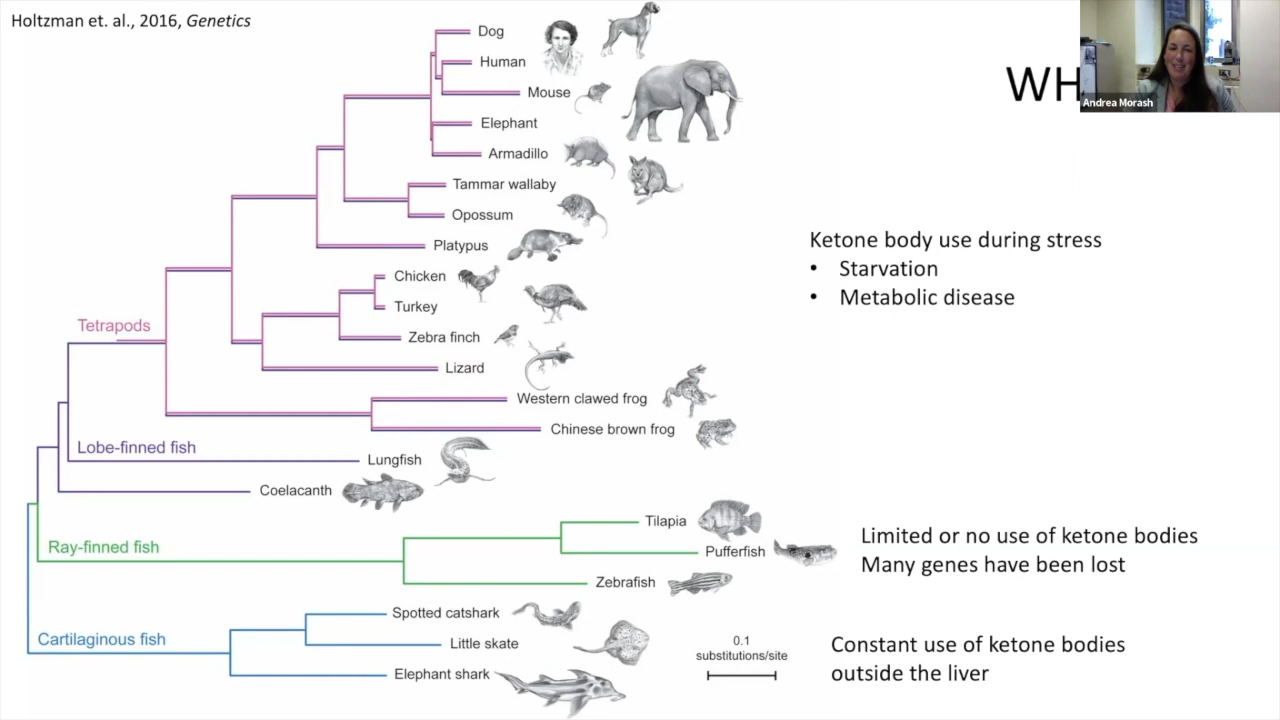 Holtzman et. al., 2016, Genetics
WH
Andrea Morash
Dog
Human
Mouse
Elephant
Armadillo
Tammar wallaby
Opossum
Platypus
Chicken
Turkey
Zebra finch
Lizard
Western clawed frog
Chinese brown frog
Tetrapods
Lobe-finned fish
Lungfish
Coelacanth
Ray-finned fish
Tilapia
Pufferfish
Zebrafish
Cartilaginous fish
Spotted catshark
Little skate
Elephant shark
0.1
substitutions/site
Ketone body use during stress
• Starvation
• Metabolic disease
Limited or no use of ketone bodies
Many genes have been lost
Constant use of ketone bodies
outside the liver